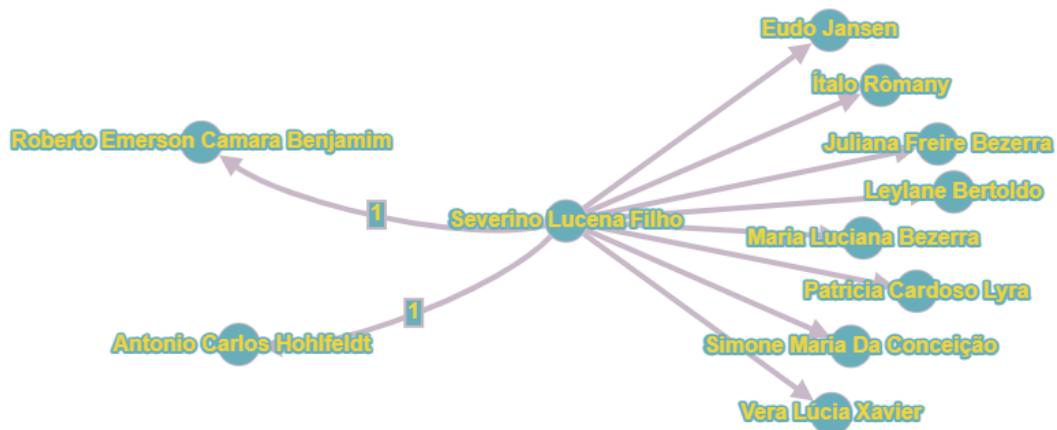 Eudo Jansen
Ítalo Rômany
Roberto Emerson Camara Benjamim
Juliana Freire Bezerra
Leylane Bertoldo
1
Severino Lucena Filho
Maria Luciana Bezerra
Patricia Cardoso Lyra
1
Antonio Carlos Hohlfeldt
Simone Maria Da Conceição
Vera Lúcia Xavier